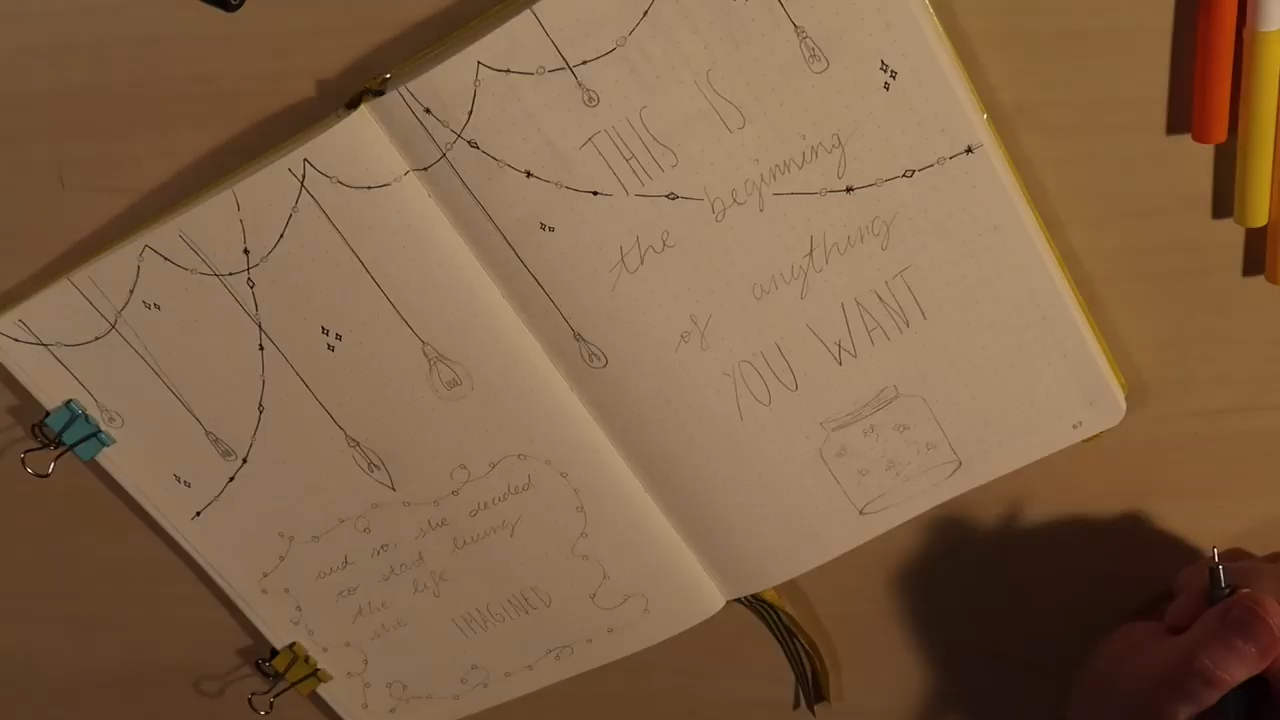 and so, she decided
to start living
the life
she IMAGINED
THIS IS
the beginning
of anything
YOU WANT
67